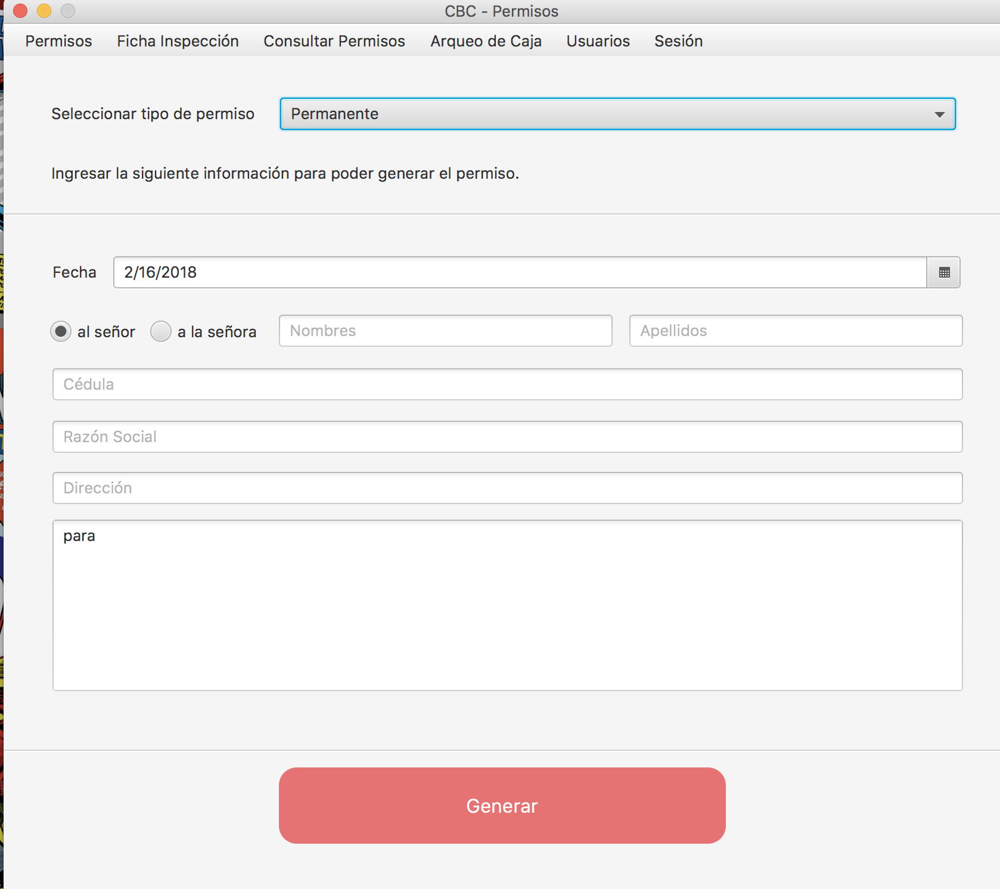 CBC - Permisos
Permisos Ficha Inspección Consultar Permisos Arqueo de Caja Usuarios Sesión
Seleccionar tipo de permiso Permanente
Ingresar la siguiente información para poder generar el permiso.
Fecha 2/16/2018
al señor a la señora Nombres Apellidos
Cédula
Razón Social
Dirección
para
Generar